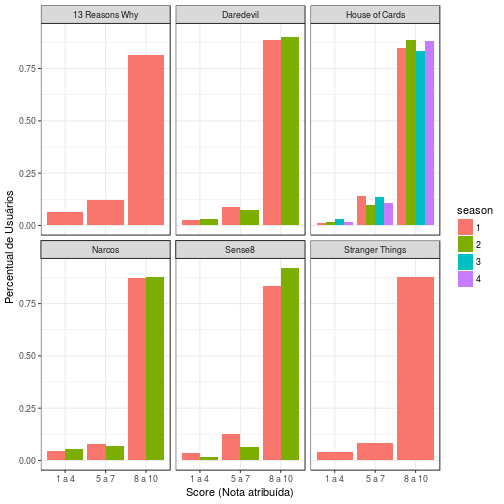 13 Reasons Why
Daredevil
House of Cards
0.75
0.50
0.25
0.00
Narcos
Sense8
Stranger Things
0.75
0.50
0.25
0.00
1 a 4
5 a 7
8 a 10
1 a 4
5 a 7
8 a 10
1 a 4
5 a 7
8 a 10
Score (Nota atribuída)
Percentual de Usuários
season
1
2
3
4